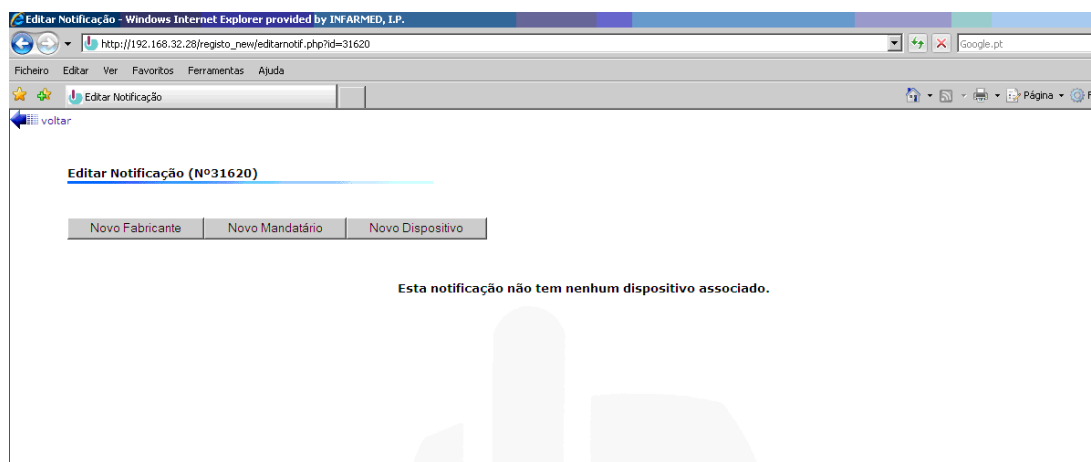 Editar Notificação - Windows Internet Explorer provided by INFARMED, I.P.
http://192.168.32.28/registo_new/editarnotif.php?id=31620
Google.pt
Ficheiro Editar Ver Favoritos Ferramentas Ajuda
Editar Notificação
Página
voltar
Editar Notificação (Nº31620)
Novo Fabricante Novo Mandatário Novo Dispositivo
Esta notificação não tem nenhum dispositivo associado.